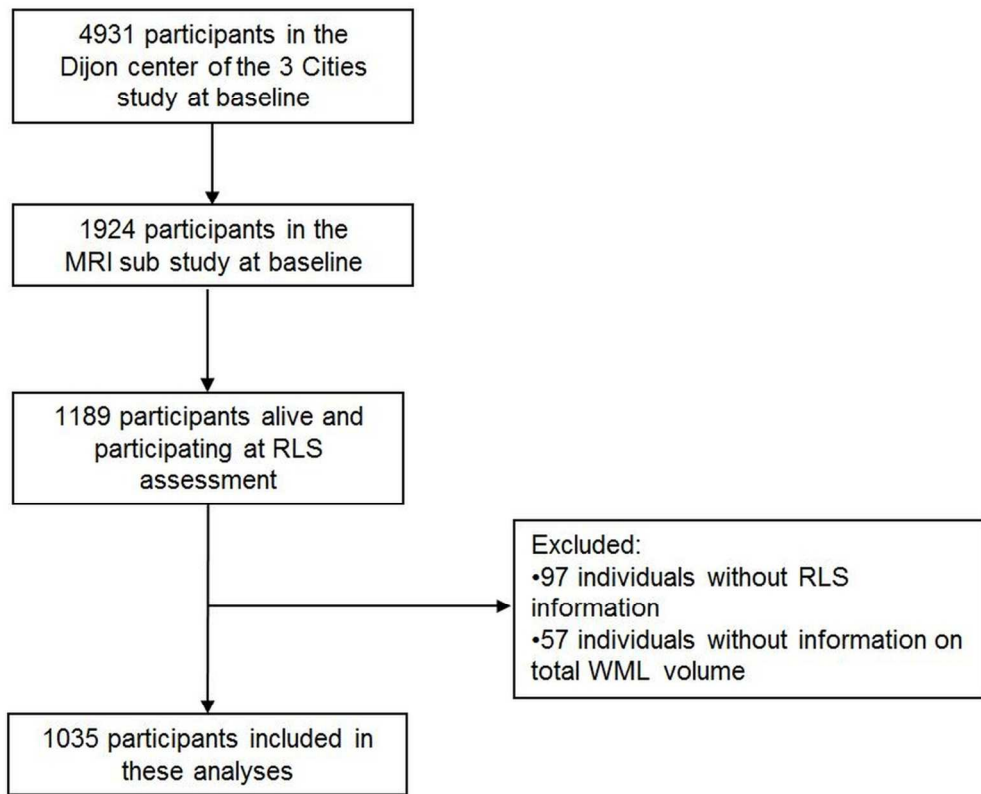 4931 participants in the
Dijon center of the 3 Cities
study at baseline
1924 participants in the
MRI sub study at baseline
1189 participants alive and
participating at RLS
assessment
Excluded:
•97 individuals without RLS
information
•57 individuals without information on
total WML volume
1035 participants included in
these analyses